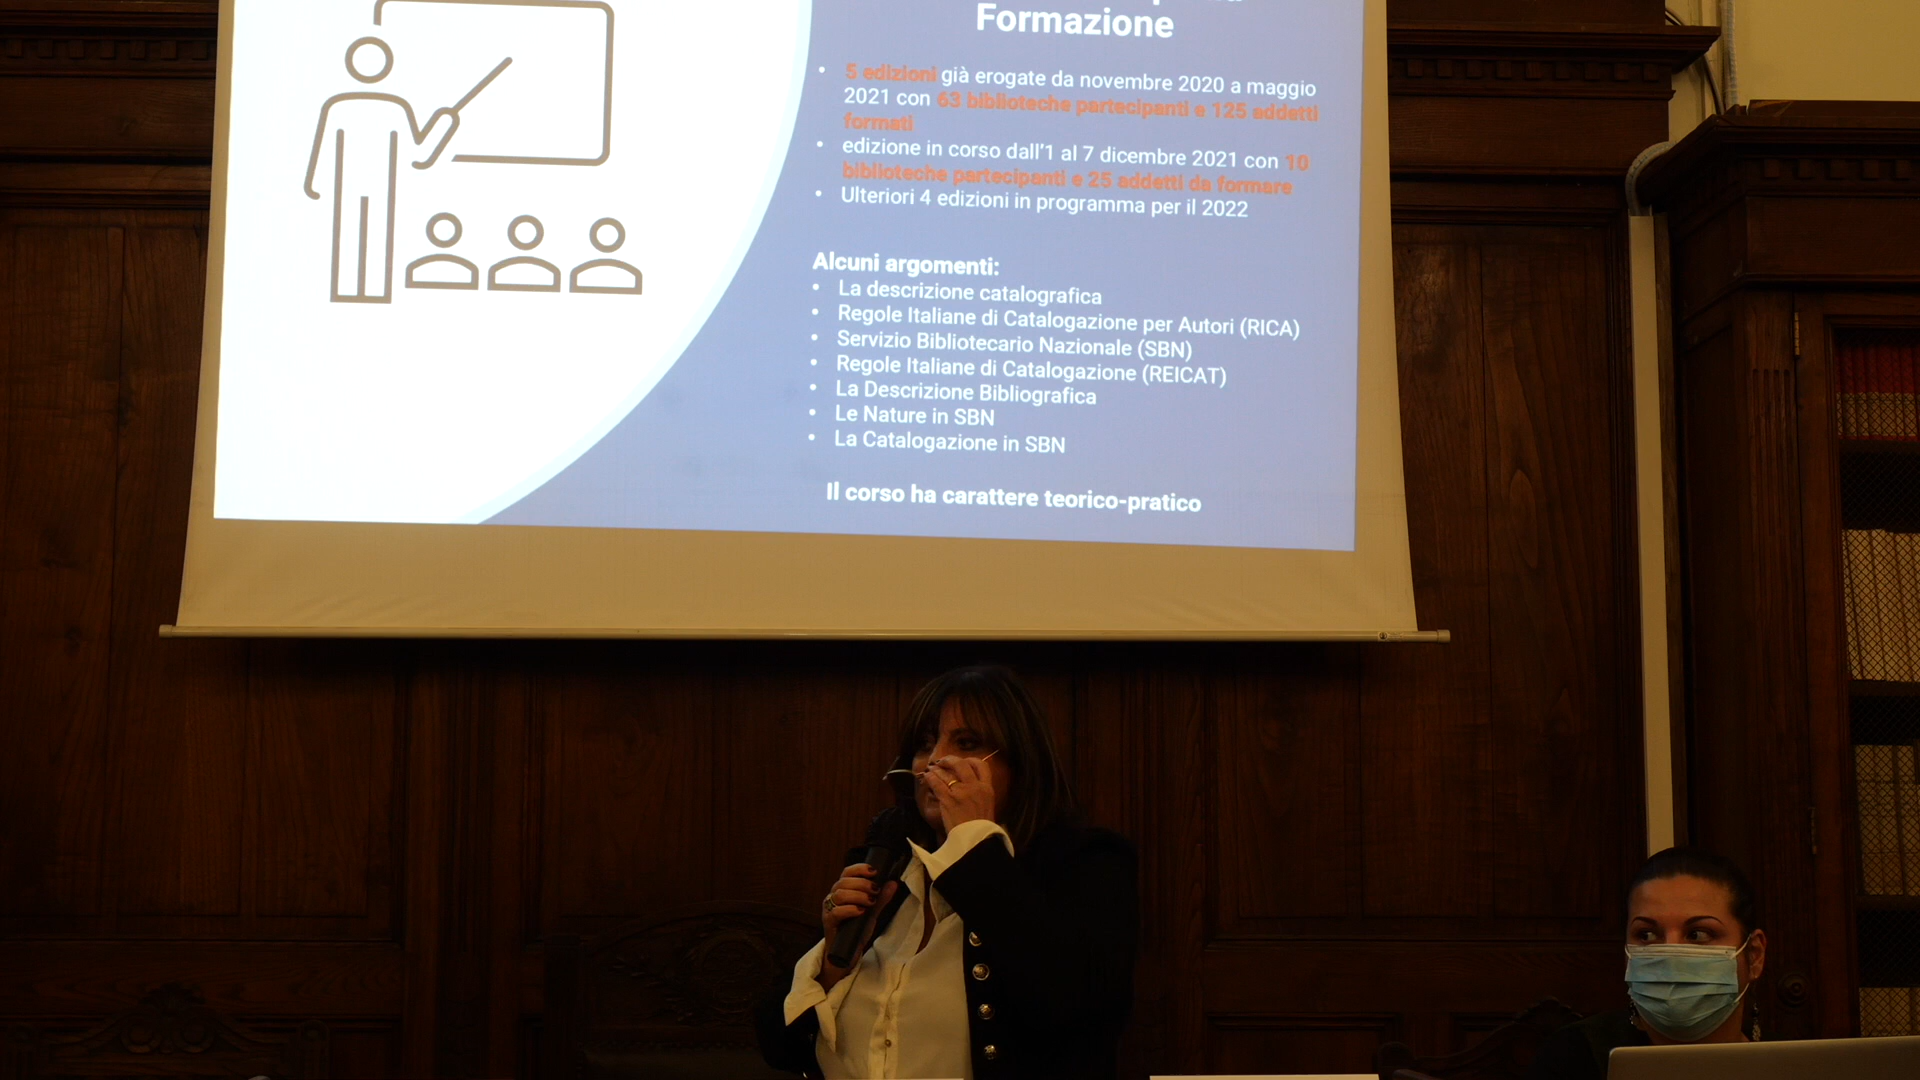 Formazione
• 5 edizioni già erogate da novembre 2020 a maggio
2021 con 63 biblioteche partecipanti e 125 addetti
formati
• edizione in corso dall'1 al 7 dicembre 2021 con 10
biblioteche partecipanti e 25 addetti da formare
• Ulteriori 4 edizioni in programma per il 2022
Alcuni argomenti:
• La descrizione catalografica
• Regole Italiane di Catalogazione per Autori (RICA)
• Servizio Bibliotecario Nazionale (SBN)
• Regole Italiane di Catalogazione (REICAT)
• La Descrizione Bibliografica
• Le Nature in SBN
• La Catalogazione in SBN
Il corso ha carattere teorico-pratico